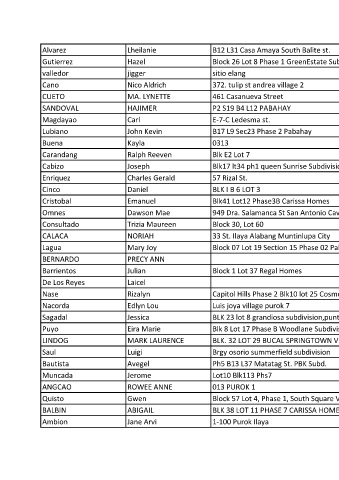 Alvarez Lheilanie B12 L31 Casa Amaya South Balite st.
Gutierrez Hazel Block 26 Lot 8 Phase 1 GreenEstate Sub
valledor jigger sitio elang
Cano Nico Aldrich 372. tulip st andrea village 2
CUETO MA. LYNETTE 461 Casanueva Street
SANDOVAL HAJIMER P2 S19 B4 L12 PABAHAY
Magdayao Carl E-7-C Ledesma st.
Lubiano John Kevin B17 L9 Sec23 Phase 2 Pabahay
Buena Kayla 0313
Carandang Ralph Reeven Blk E2 Lot 7
Cabizo Joseph Blk17 lt34 ph1 queen Sunrise Subdivisio
Enriquez Charles Gerald 57 Rizal St.
Cinco Daniel BLK I B 6 LOT 3
Cristobal Emanuel Blk41 Lot12 Phase3B Carissa Homes
Omnes Dawson Mae 949 Dra. Salamanca St San Antonio Cav
Consultado Trizia Maureen Block 30, Lot 60
CALACA NORIAH 33 St. Ilaya Alabang Muntinlupa City
Lagua Mary Joy Block 07 Lot 19 Section 15 Phase 02 Pa
BERNARDO PRECY ANN
Barrientos Julian Block 1 Lot 37 Regal Homes
De Los Reyes Laicel
Nase Rizalyn Capitol Hills Phase 2 Blk10 lot 25 Cosm
Nacorda Edlyn Lou Luis joya village purok 7
Sagadal Jessica BLK 23 lot 8 grandiosa subdivision,punt
Puyo Eira Marie Blk 8 Lot 17 Phase B Woodlane Subdivis
LINDOG MARK LAURENCE BLK. 32 LOT 29 BUCAL SPRINGTOWN V
Saul Luigi Brgy osorio summerfield subdivision
Bautista Avegel Ph5 B13 L37 Matatag St. PBK Subd.
Muncada Jerome Lot10 Blk113 Phs7
ANGCAO ROWEE ANNE 013 PUROK 1
Quisto Gwen Block 57 Lot 4, Phase 1, South Square V
BALBIN ABIGAIL BLK 38 LOT 11 PHASE 7 CARISSA HOME
Ambion Jane Arvi 1-100 Purok Ilaya